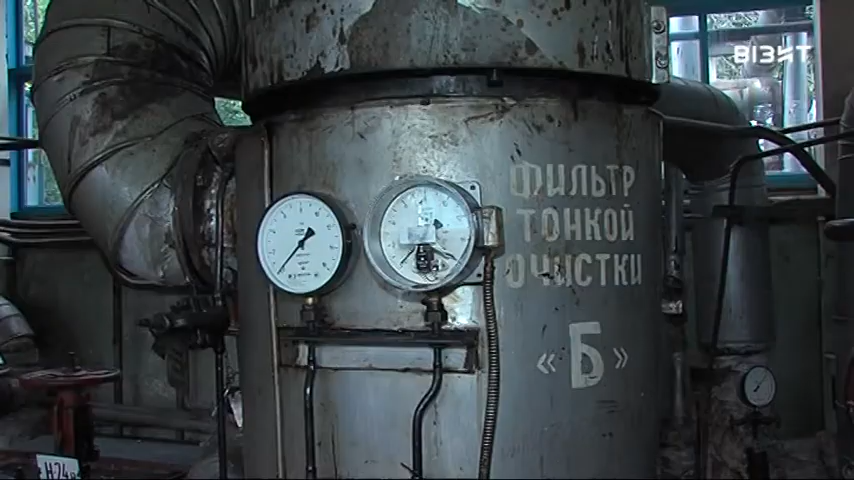 ВІЗИТ
ФИЛЬТР
ТОНКОЙ
ОЧИСТКИ
«Б»